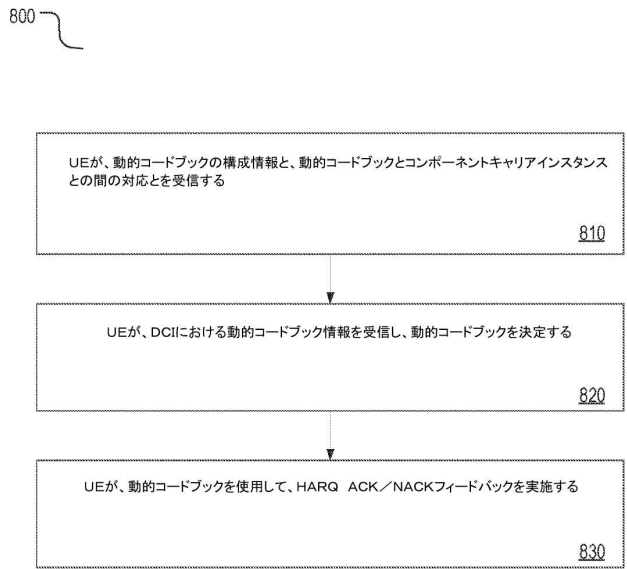 800
UEが、動的コードブックの構成情報と、動的コードブックとコンポーネントキャリアインスタンス
との間の対応とを受信する
810
UEが、DCIにおける動的コードブック情報を受信し、動的コードブックを決定する
820
UEが、動的コードブックを使用して、HARQ ACK／NACKフィードバックを実施する
830